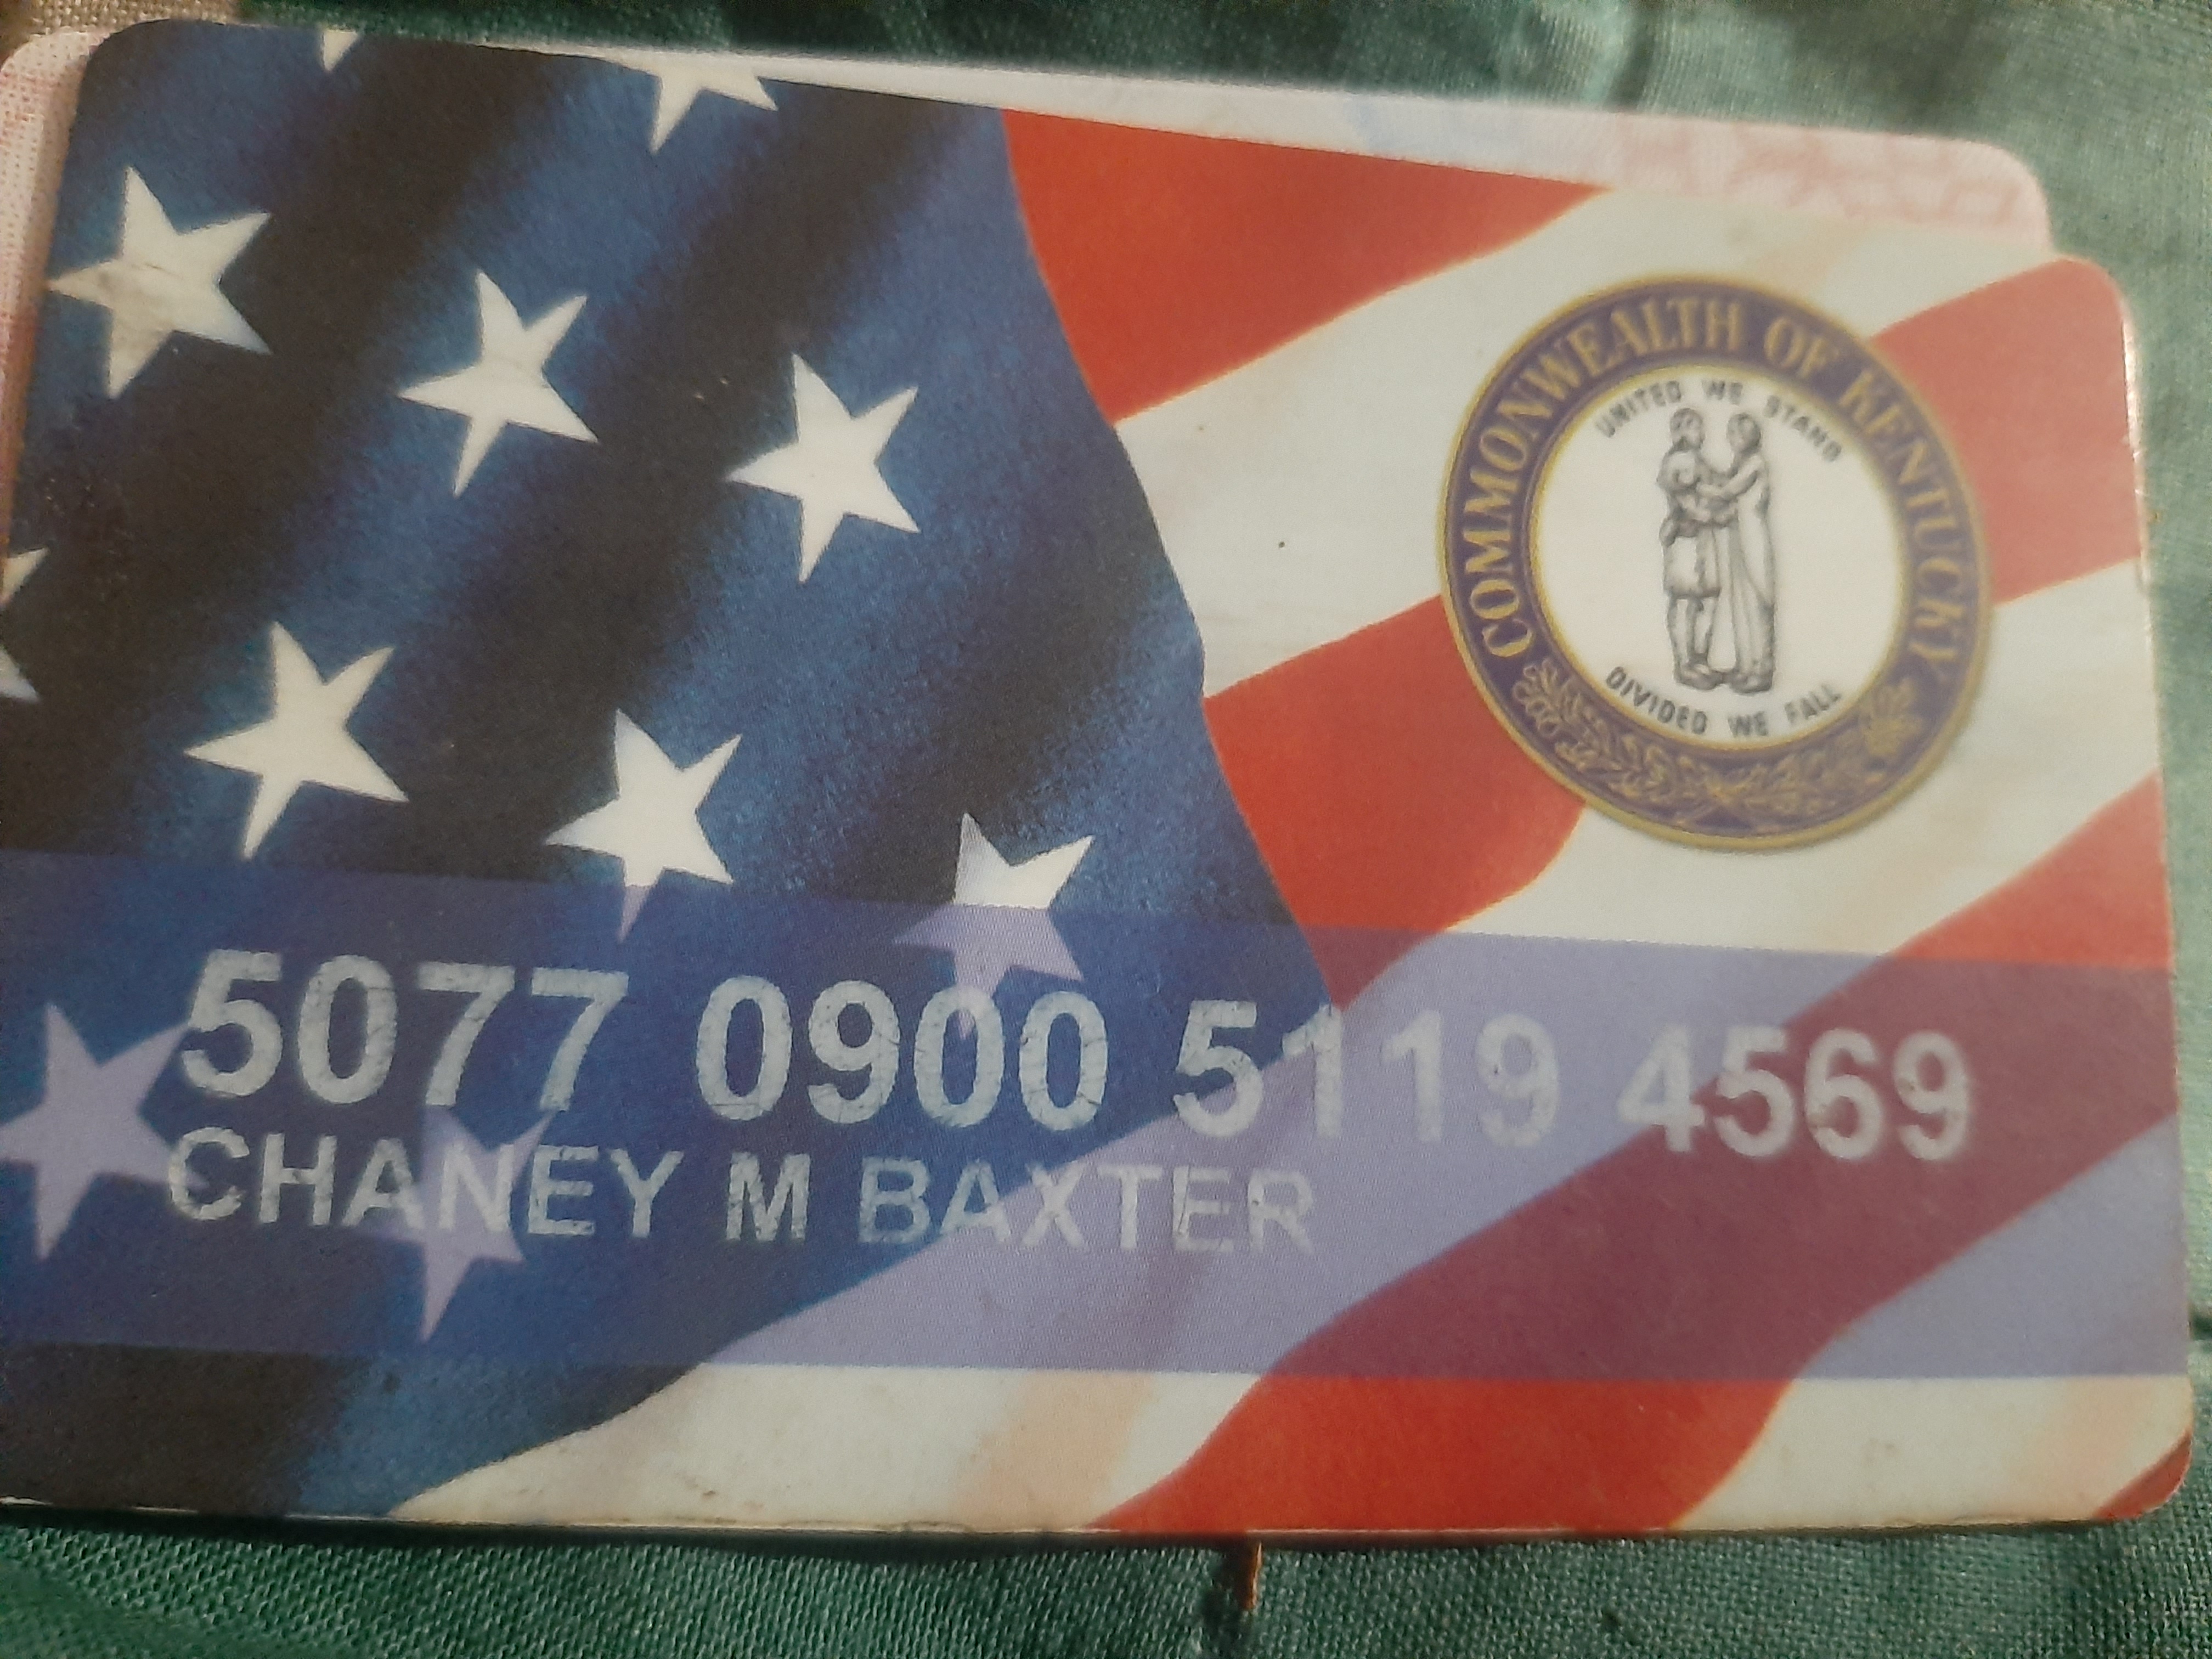 COMMONWEALTH OF KENTUCKY
UNITED WE STAND
DIVIDED WE FALL
5077 0900 5119 4569
CHANEY M BAXTER